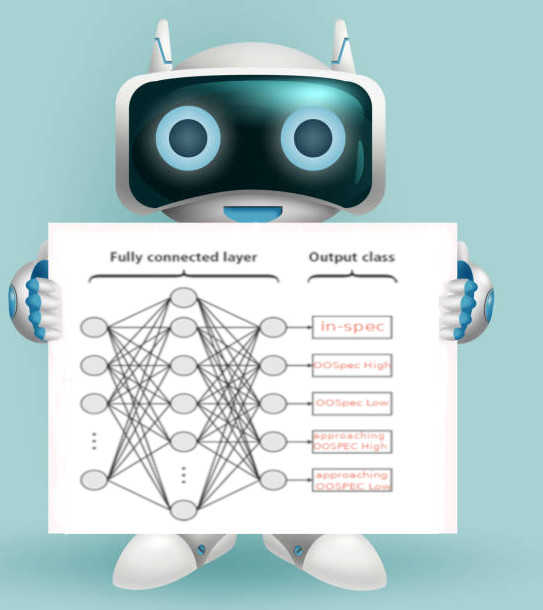 Fully connected layer
Output class
in-spec
OOSpec High
OOSpec Low
approaching
OOSPEC High
approaching
OOSPEC Low